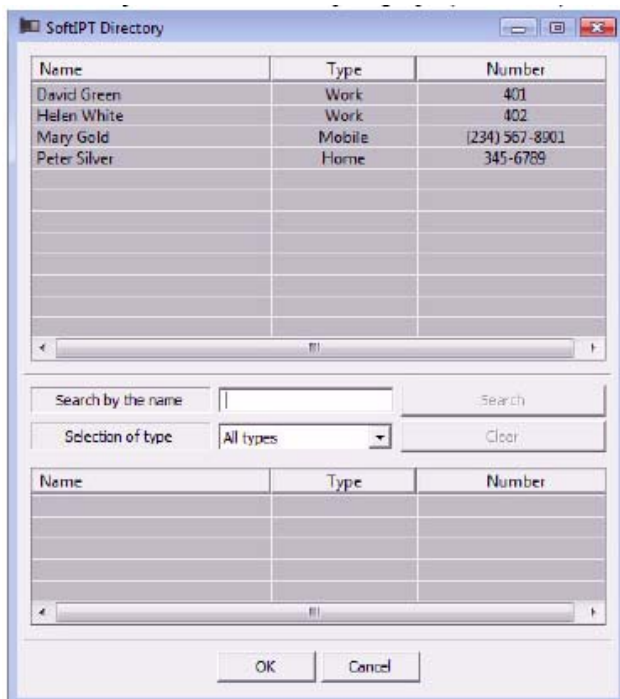 SoftIPT Directory
Name Type Number
David Green Work 401
Helen White Work 402
Mary Gold Mobile (234) 567-8901
Peter Silver Home 345-6789
Search by the name Search
Selection of type All types Clear
Name Type Number
OK Cancel